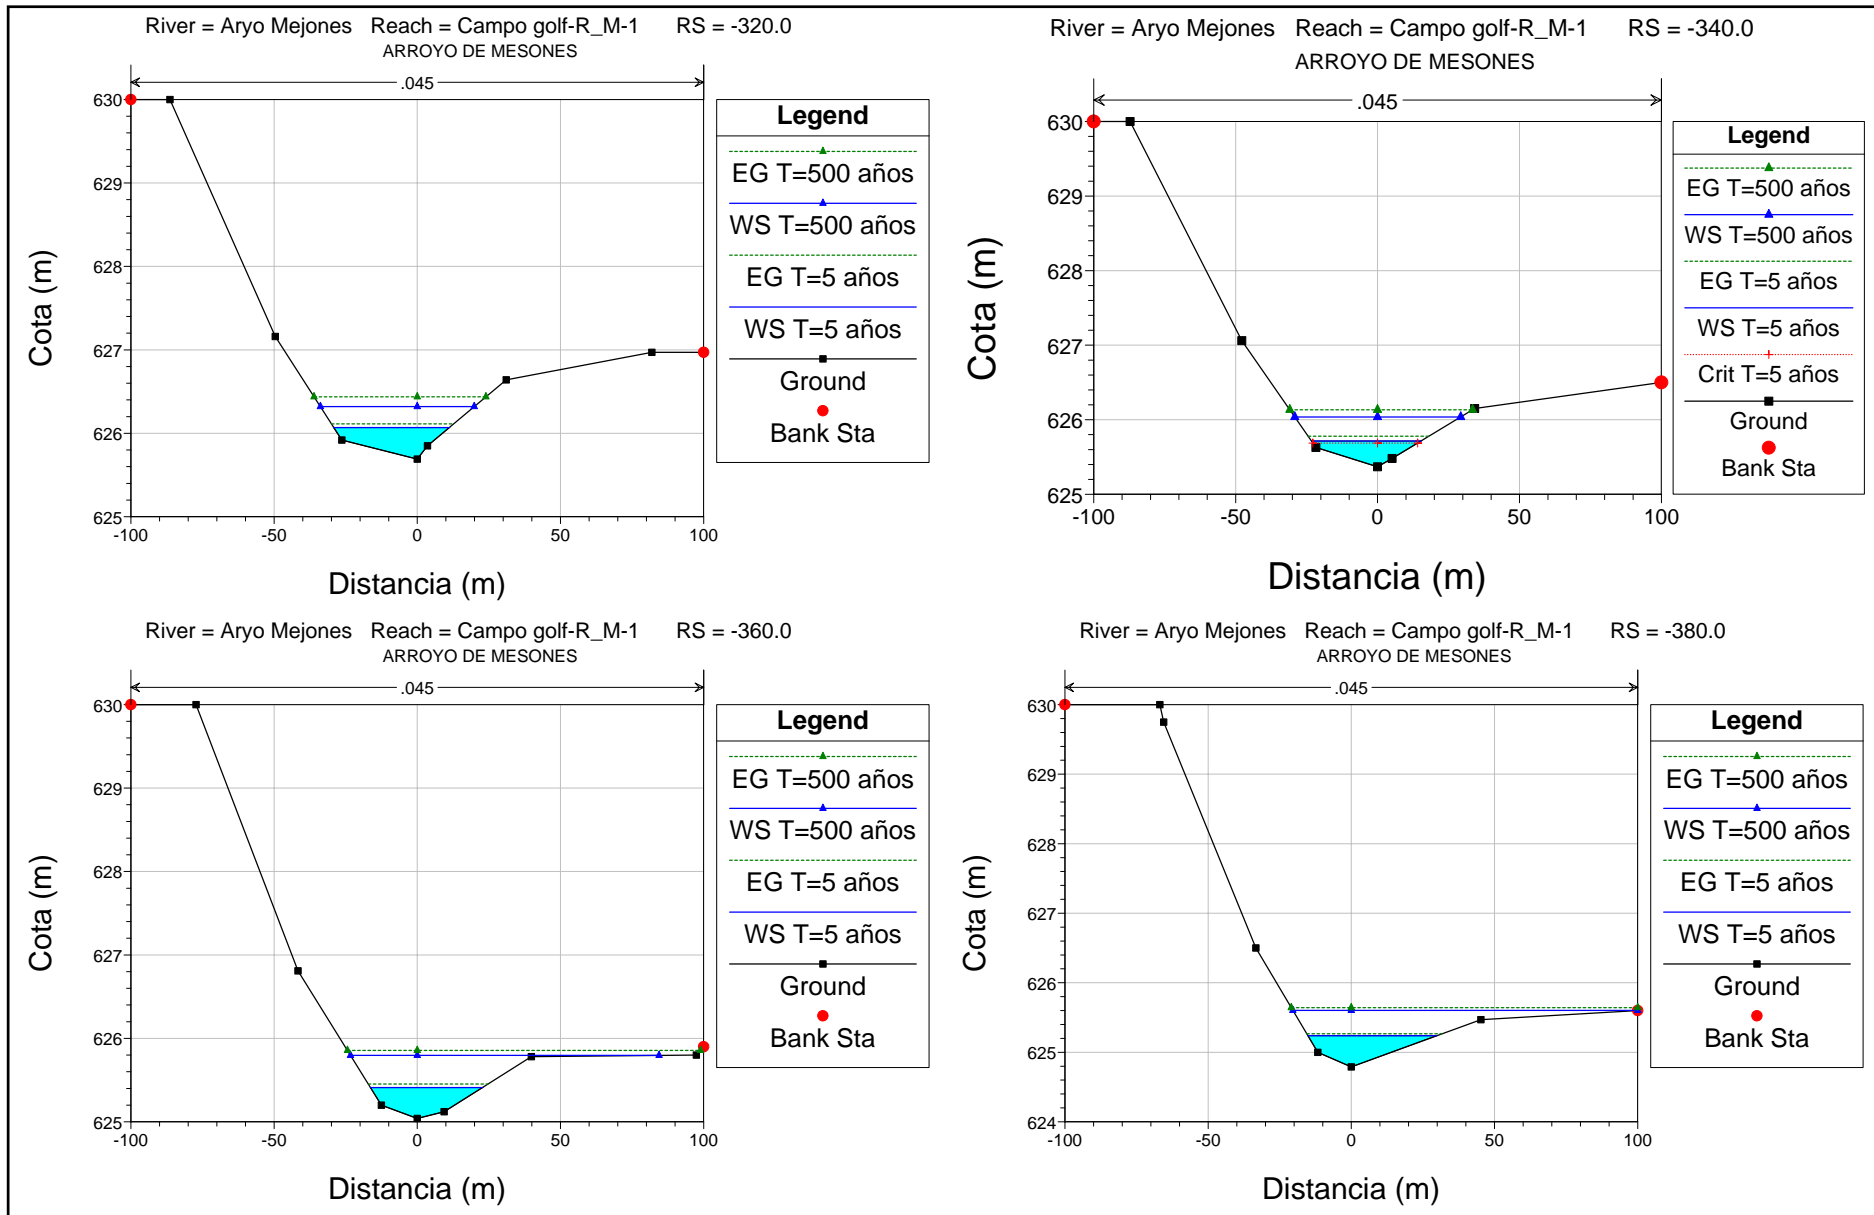 River = Aryo Mejones Reach = Campo golf-R_M-1 RS = -320.0
ARROYO DE MESONES
.045
630
629
628
627
626
625
-100
-50
0
50
100
Cota (m)
Distancia (m)
Legend
EG T=500 años
WS T=500 años
EG T=5 años
WS T=5 años
Ground
Bank Sta
River = Aryo Mejones Reach = Campo golf-R_M-1 RS = -340.0
ARROYO DE MESONES
.045
630
629
628
627
626
625
-100
-50
0
50
100
Cota (m)
Distancia (m)
Legend
EG T=500 años
WS T=500 años
EG T=5 años
WS T=5 años
Crit T=5 años
Ground
Bank Sta
River = Aryo Mejones Reach = Campo golf-R_M-1 RS = -360.0
ARROYO DE MESONES
.045
630
629
628
627
626
625
-100
-50
0
50
100
Cota (m)
Distancia (m)
Legend
EG T=500 años
WS T=500 años
EG T=5 años
WS T=5 años
Ground
Bank Sta
River = Aryo Mejones Reach = Campo golf-R_M-1 RS = -380.0
ARROYO DE MESONES
.045
630
629
628
627
626
625
624
-100
-50
0
50
100
Cota (m)
Distancia (m)
Legend
EG T=500 años
WS T=500 años
EG T=5 años
WS T=5 años
Ground
Bank Sta